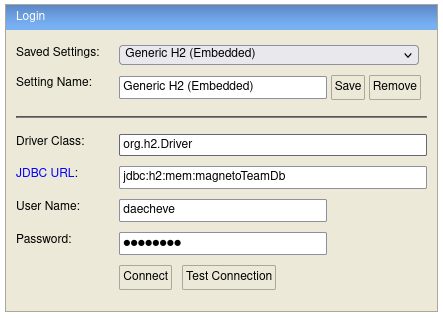 Login
Saved Settings: Generic H2 (Embedded)
Setting Name: Generic H2 (Embedded) Save Remove
Driver Class: org.h2.Driver
JDBC URL: jdbc:h2:mem:magnetoTeamDb
User Name: daecheve
Password: ●●●●●●●●
Connect Test Connection